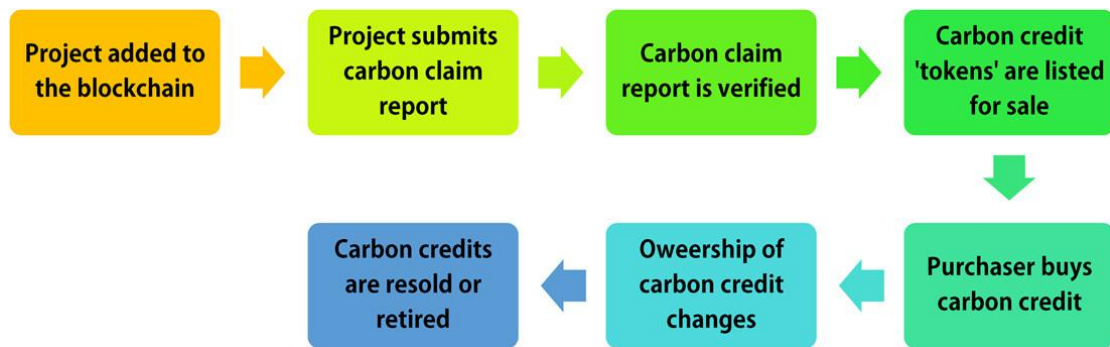 Project added to
the blockchain
Project submits
carbon claim
report
Carbon claim
report is verified
Carbon credit
'tokens' are listed
for sale
Purchaser buys
carbon credit
Oweership of
carbon credit
changes
Carbon credits
are resold or
retired